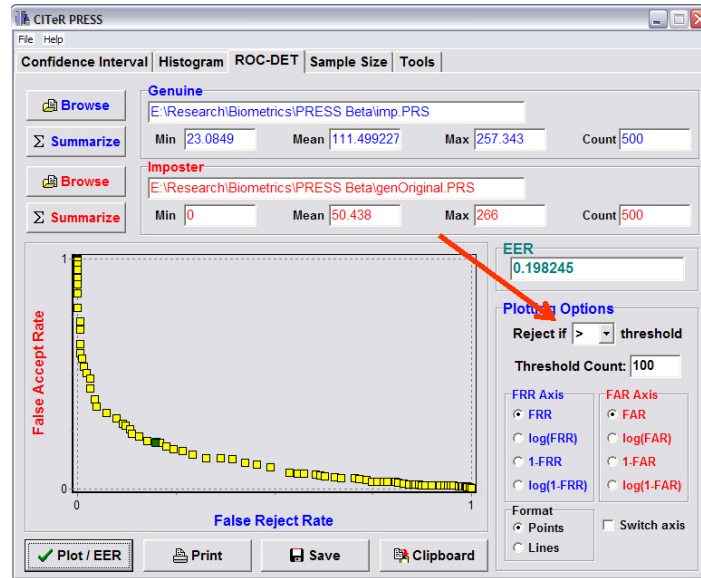 CITeR PRESS
File Help
Confidence Interval Histogram ROC-DET Sample Size Tools
Genuine
Browse
E:\Research\Biometrics\PRESS Beta\imp.PRS
Σ Summarize Min 23.0849 Mean 111.499227 Max 257.343 Count 500
Imposter
Browse
E:\Research\Biometrics\PRESS Beta\genOriginal.PRS
Σ Summarize Min 0 Mean 50.438 Max 266 Count 500
EER
0.198245
Plotting Options
Reject if > threshold
Threshold Count: 100
FRR Axis FAR Axis
FRR FAR
log(FRR) log(FAR)
1-FRR 1-FAR
log(1-FRR) log(1-FAR)
Format
Points Switch axis
Lines
1
False Accept Rate
0
0 1
False Reject Rate
Plot / EER Print Save Clipboard